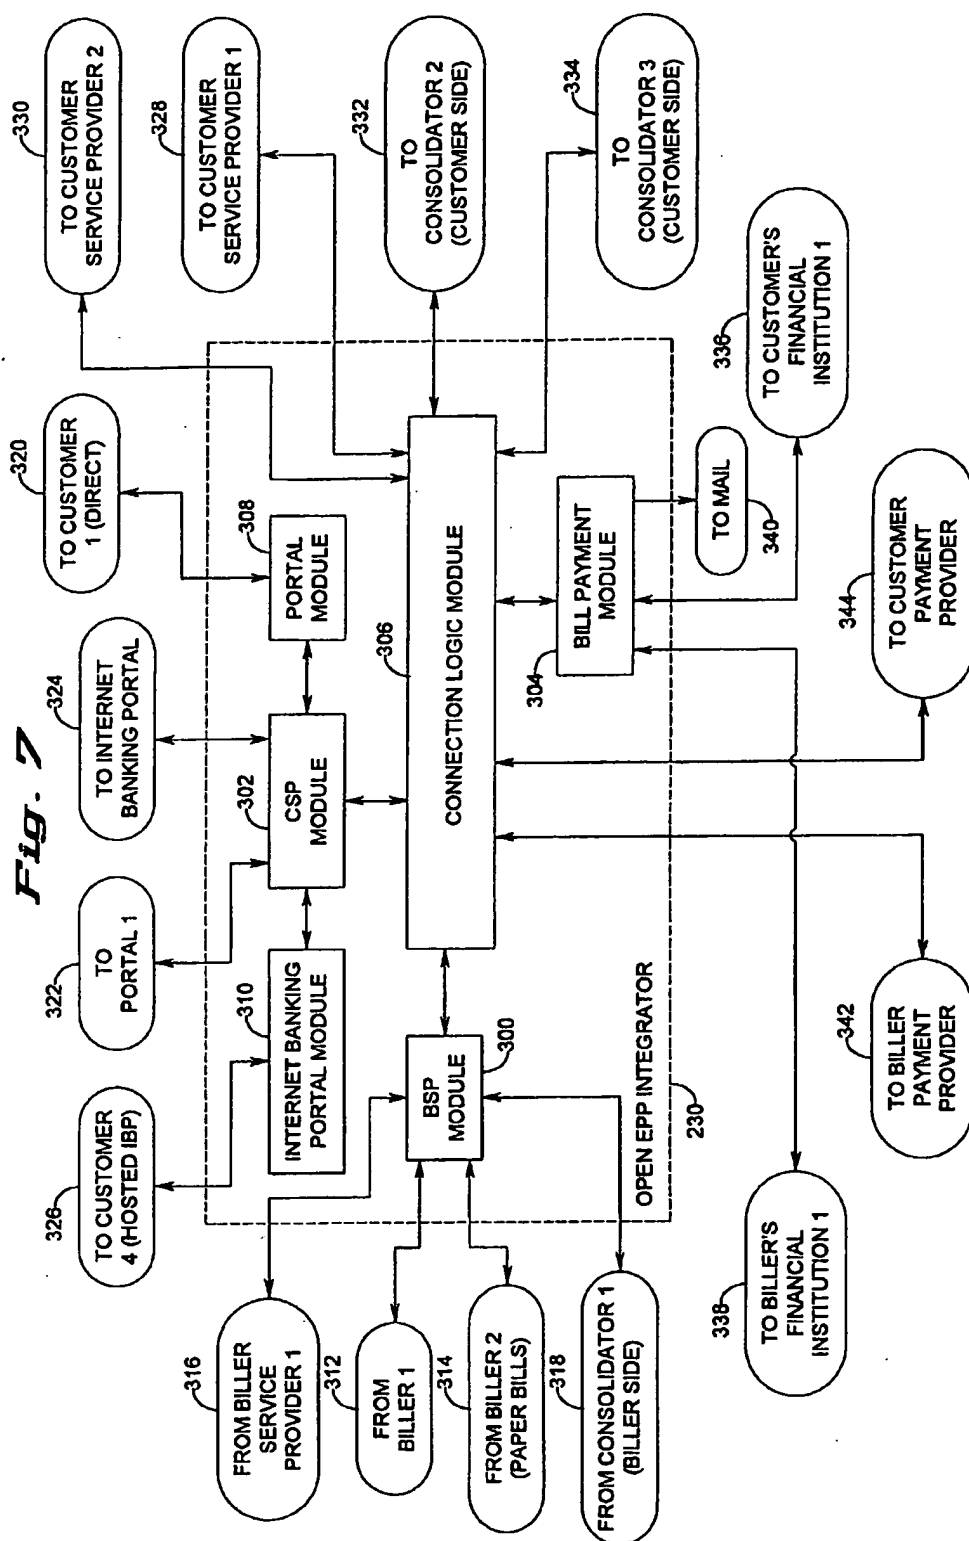 Fig. 7
326
TO CUSTOMER
4 (HOSTED IBP)
322
TO
PORTAL 1
324
TO INTERNET
BANKING PORTAL
320
TO CUSTOMER
1 (DIRECT)
330
TO CUSTOMER
SERVICE PROVIDER 2
328
TO CUSTOMER
SERVICE PROVIDER 1
332
TO
CONSOLIDATOR 2
(CUSTOMER SIDE)
334
TO
CONSOLIDATOR 3
(CUSTOMER SIDE)
310
INTERNET BANKING
PORTAL MODULE
302
CSP
MODULE
308
PORTAL
MODULE
306
CONNECTION LOGIC MODULE
300
BSP
MODULE
304
BILL PAYMENT
MODULE
OPEN EPP INTEGRATOR
230
316
FROM BILLER
SERVICE
PROVIDER 1
312
FROM
BILLER 1
314
FROM BILLER 2
(PAPER BILLS)
318
FROM CONSOLIDATOR 1
(BILLER SIDE)
TO MAIL
340
336
TO CUSTOMER'S
FINANCIAL
INSTITUTION 1
338
TO BILLER'S
FINANCIAL
INSTITUTION 1
342
TO BILLER
PAYMENT
PROVIDER
344
TO CUSTOMER
PAYMENT
PROVIDER